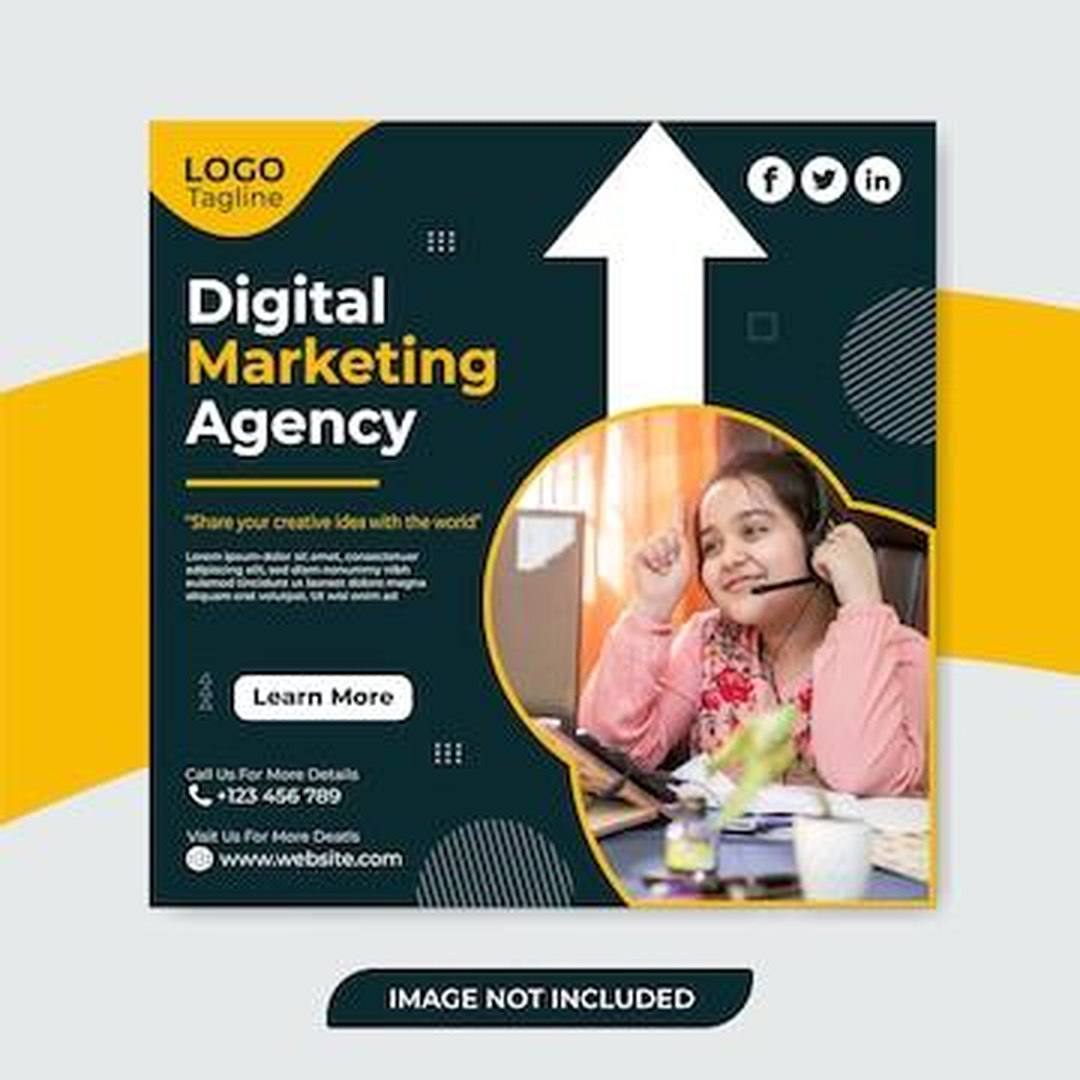 LOGO
Tagline
Digital
Marketing
Agency
"Share your creative idea with the world"
Lorem ipsum dolor sit amet, consectetuer
adipiscing elit, sed diam nonummy nibh
euismod tincidunt ut laoreet dolore magna
aliquam erat volutpat, Ut wisi enim ad
Learn More
Call Us For More Details
+123 456 789
Visit Us For More Deatls
www.website.com
IMAGE NOT INCLUDED